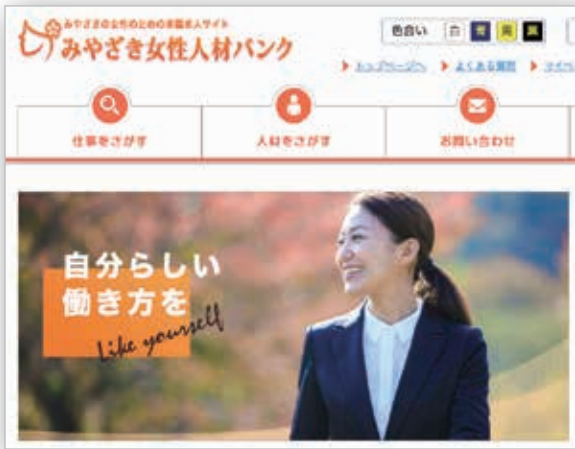 みやざきの女性のための求職求人サイト
みやざき女性人材バンク
色合い 白 青 黄 黒
トップページへ よくある質問
仕事をさがす 人材をさがす お問い合わせ
自分らしい
働き方を
Like yourself